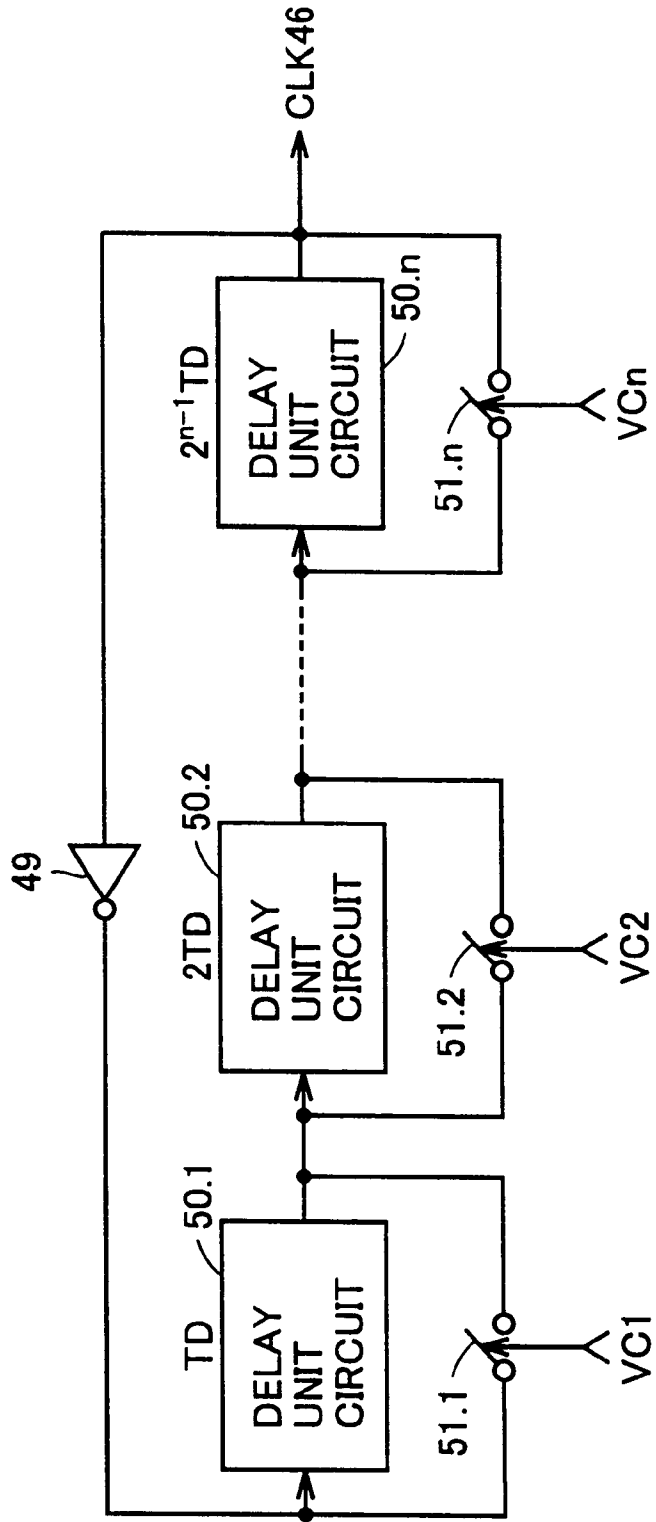 49
TD
50.1
DELAY
UNIT
CIRCUIT
51.1
VC1
2TD
50.2
DELAY
UNIT
CIRCUIT
51.2
VC2
2ⁿ⁻¹TD
DELAY
UNIT
CIRCUIT
50.n
51.n
VCn
CLK46